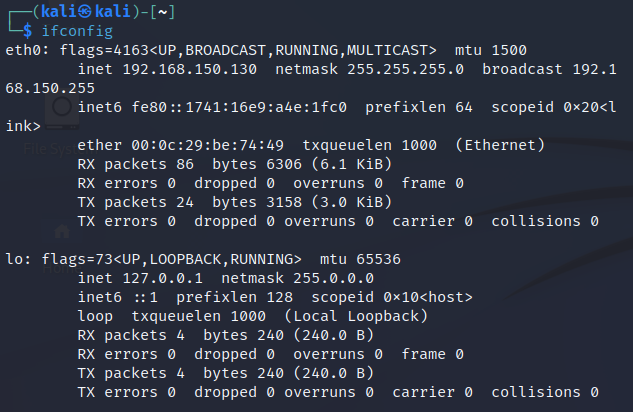 ┌──(kali㉿kali)-[~]
└─$ ifconfig
eth0: flags=4163<UP,BROADCAST,RUNNING,MULTICAST>  mtu 1500
        inet 192.168.150.130  netmask 255.255.255.0  broadcast 192.1
68.150.255
        inet6 fe80::1741:16e9:a4e:1fc0  prefixlen 64  scopeid 0×20<l
ink>
        ether 00:0c:29:be:74:49  txqueuelen 1000  (Ethernet)
        RX packets 86  bytes 6306 (6.1 KiB)
        RX errors 0  dropped 0  overruns 0  frame 0
        TX packets 24  bytes 3158 (3.0 KiB)
        TX errors 0  dropped 0 overruns 0  carrier 0  collisions 0

lo: flags=73<UP,LOOPBACK,RUNNING>  mtu 65536
        inet 127.0.0.1  netmask 255.0.0.0
        inet6 ::1  prefixlen 128  scopeid 0×10<host>
        loop  txqueuelen 1000  (Local Loopback)
        RX packets 4  bytes 240 (240.0 B)
        RX errors 0  dropped 0  overruns 0  frame 0
        TX packets 4  bytes 240 (240.0 B)
        TX errors 0  dropped 0 overruns 0  carrier 0  collisions 0